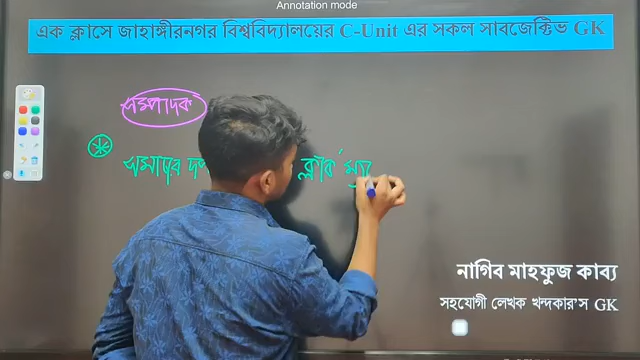 Annotation mode
এক ক্লাসে জাহাঙ্গীরনগর বিশ্ববিদ্যালয়ের C-Unit এর সকল সাবজেক্টিভ GK
সম্পাদক
নাগিব মাহফুজ কাব্য
সহযোগী লেখক খন্দকার'স GK